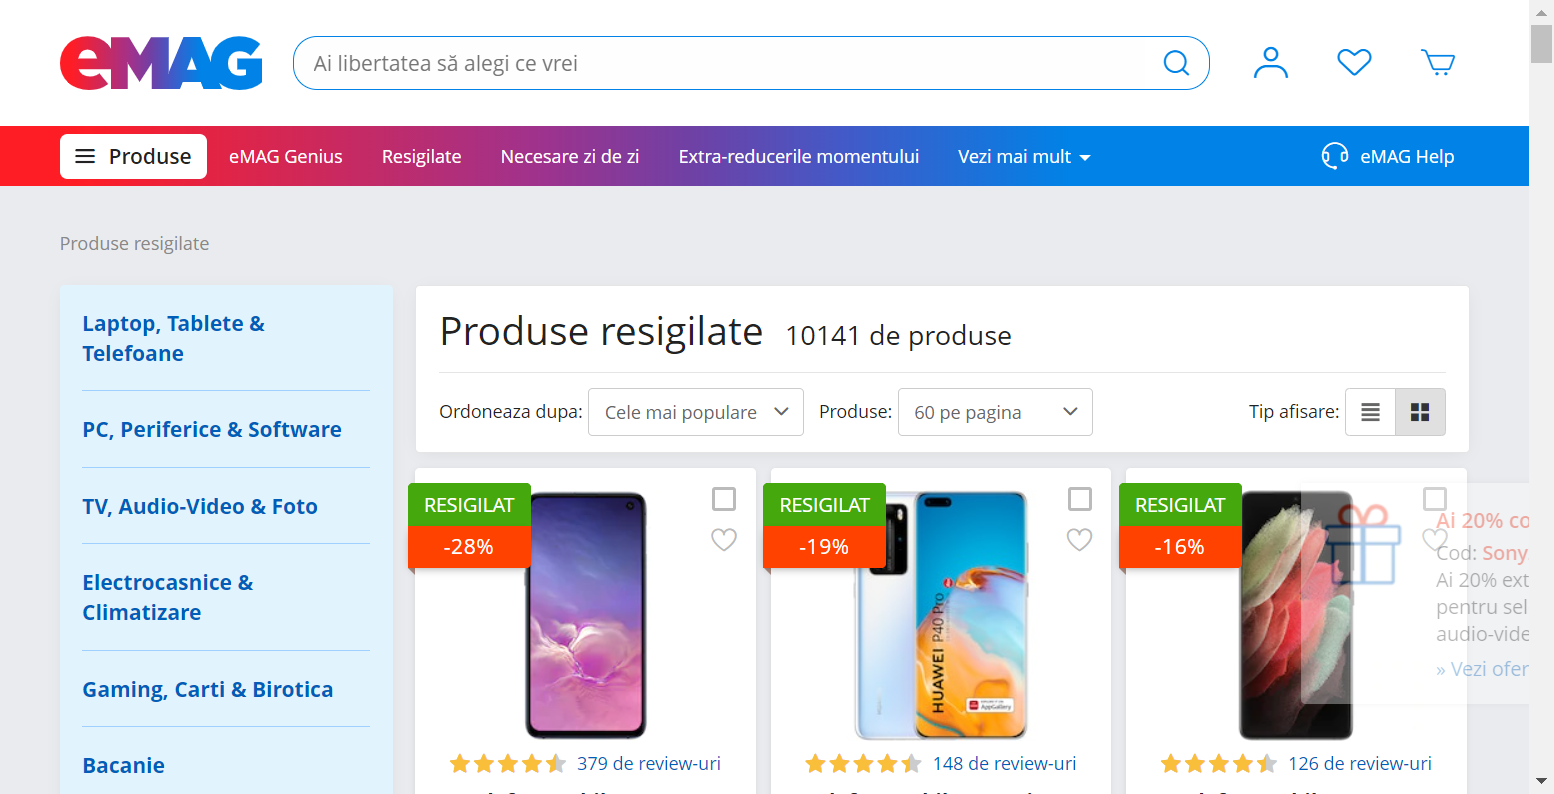 eMAG
Ai libertatea să alegi ce vrei
Produse
eMAG Genius
Resigilate
Necesare zi de zi
Extra-reducerile momentului
Vezi mai mult
eMAG Help
Produse resigilate
Laptop, Tablete &
Telefoane
PC, Periferice & Software
TV, Audio-Video & Foto
Electrocasnice &
Climatizare
Gaming, Carti & Birotica
Bacanie
Produse resigilate 10141 de produse
Ordoneaza dupa: Cele mai populare
Produse: 60 pe pagina
Tip afisare:
RESIGILAT
-28%
379 de review-uri
RESIGILAT
-19%
HUAWEI P40 Pro
AppGallery
148 de review-uri
RESIGILAT
-16%
126 de review-uri
Ai 20% co
Cod: Sony
Ai 20% ext
pentru sel
audio-vide
» Vezi ofer